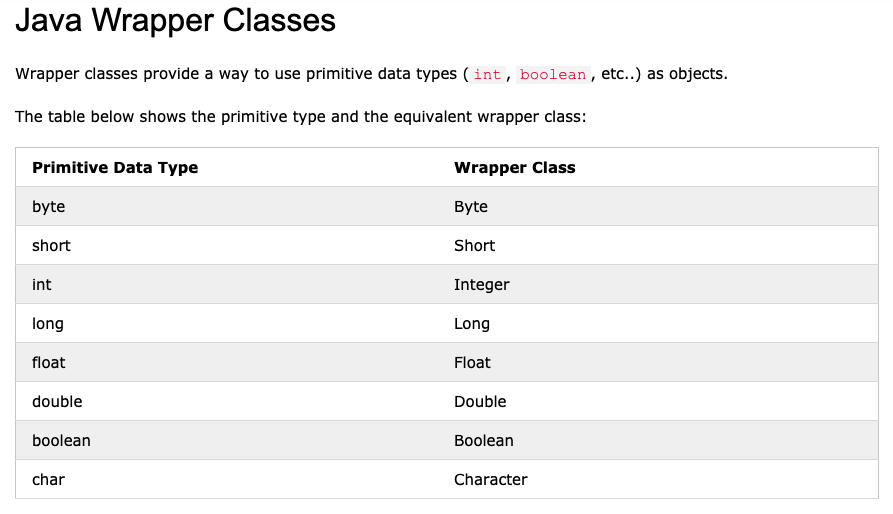 Java Wrapper Classes
Wrapper classes provide a way to use primitive data types ( int , boolean , etc..) as objects.
The table below shows the primitive type and the equivalent wrapper class:
Primitive Data Type Wrapper Class
byte Byte
short Short
int Integer
long Long
float Float
double Double
boolean Boolean
char Character